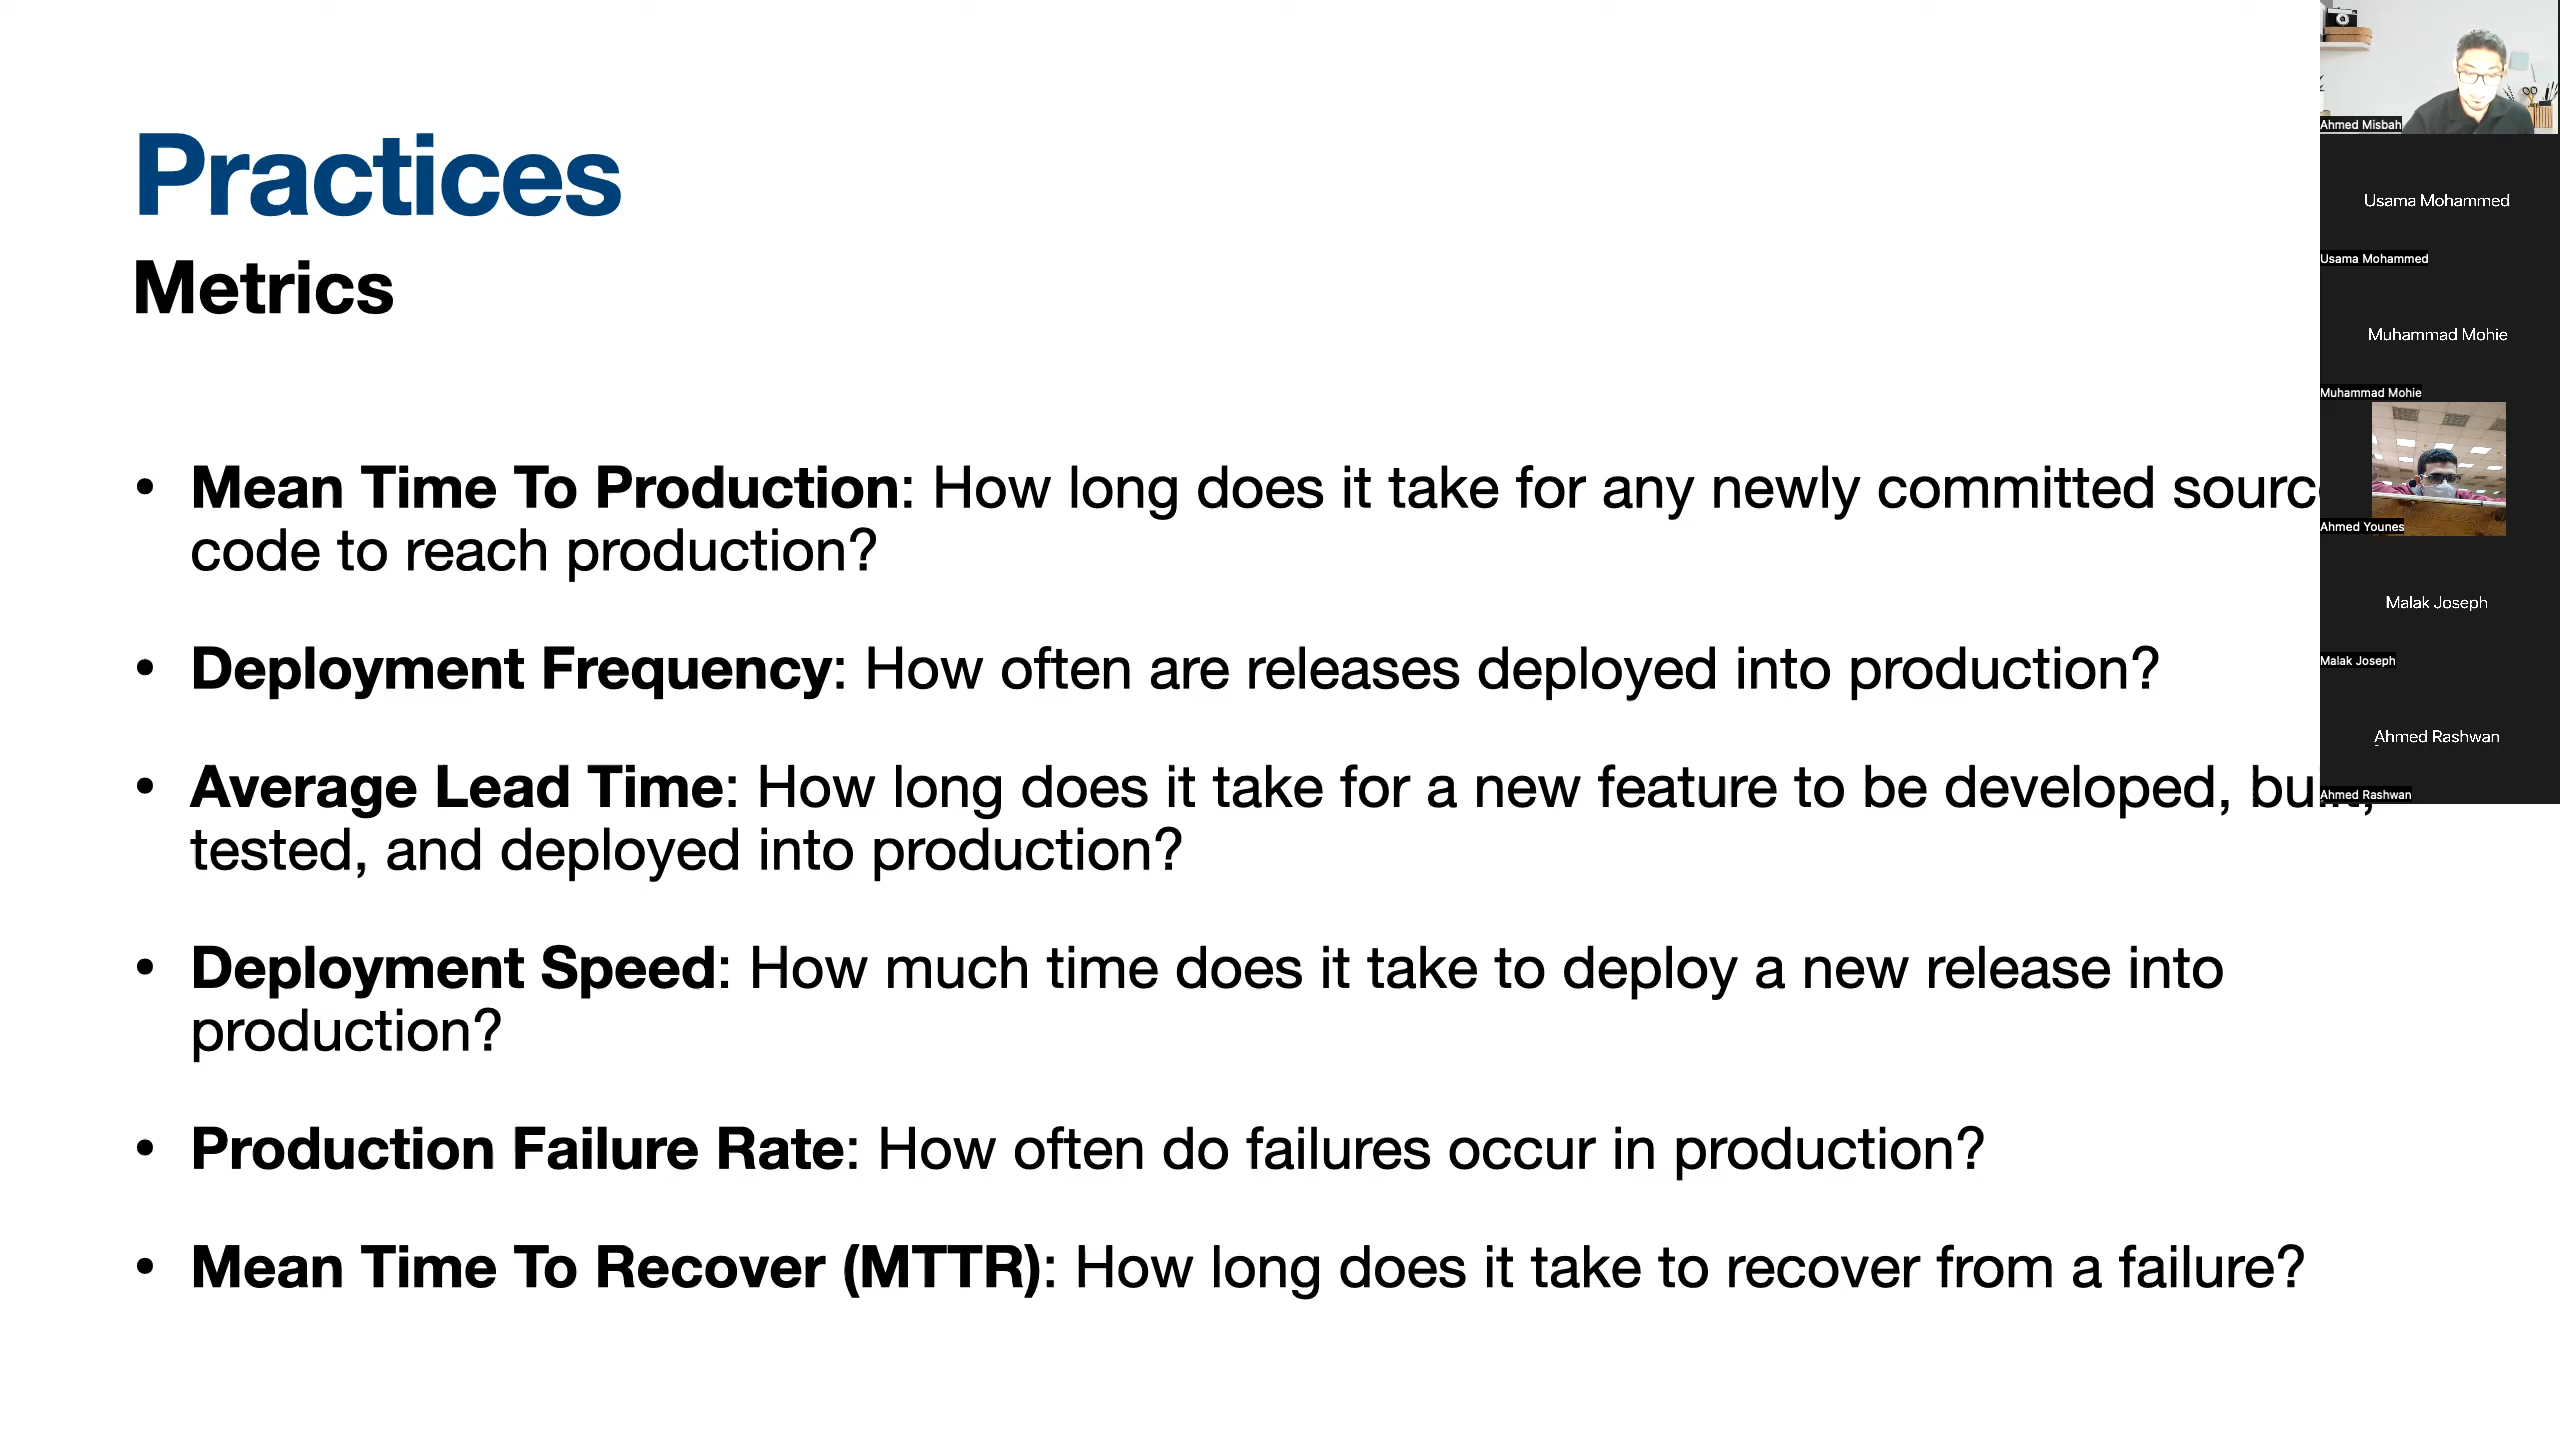 Practices
Metrics
• Mean Time To Production: How long does it take for any newly committed
code to reach production?
• Deployment Frequency: How often are releases deployed into production?
• Average Lead Time: How long does it take for a new feature to be developed,
tested, and deployed into production?
• Deployment Speed: How much time does it take to deploy a new release into
production?
• Production Failure Rate: How often do failures occur in production?
• Mean Time To Recover (MTTR): How long does it take to recover from a failure?
Ahmed Misbah
Usama Mohammed
Usama Mohammed
Muhammad Mohie
Muhammad Mohie
Ahmed Younes
Malak Joseph
Malak Joseph
Ahmed Rashwan
Ahmed Rashwan